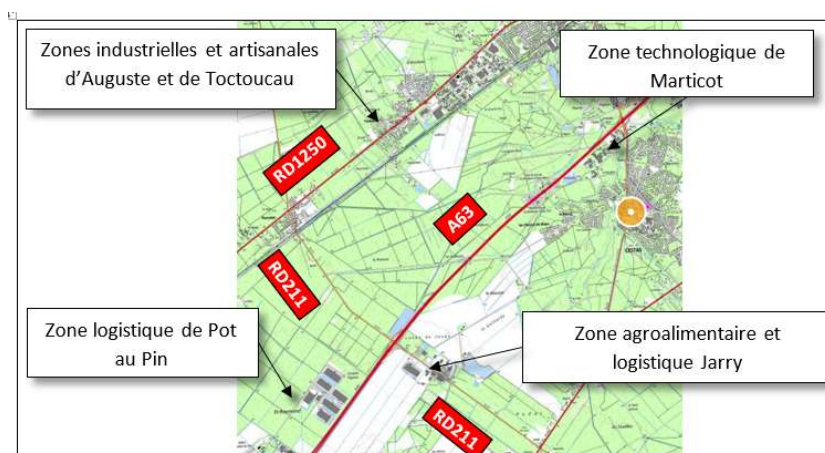 Zones industrielles et artisanales
d'Auguste et de Toctoucau
Zone technologique de
Marticot
RD1250
A63
RD211
CESTAS
Zone logistique de Pot
au Pin
Zone agroalimentaire et
logistique Jarry
RD211